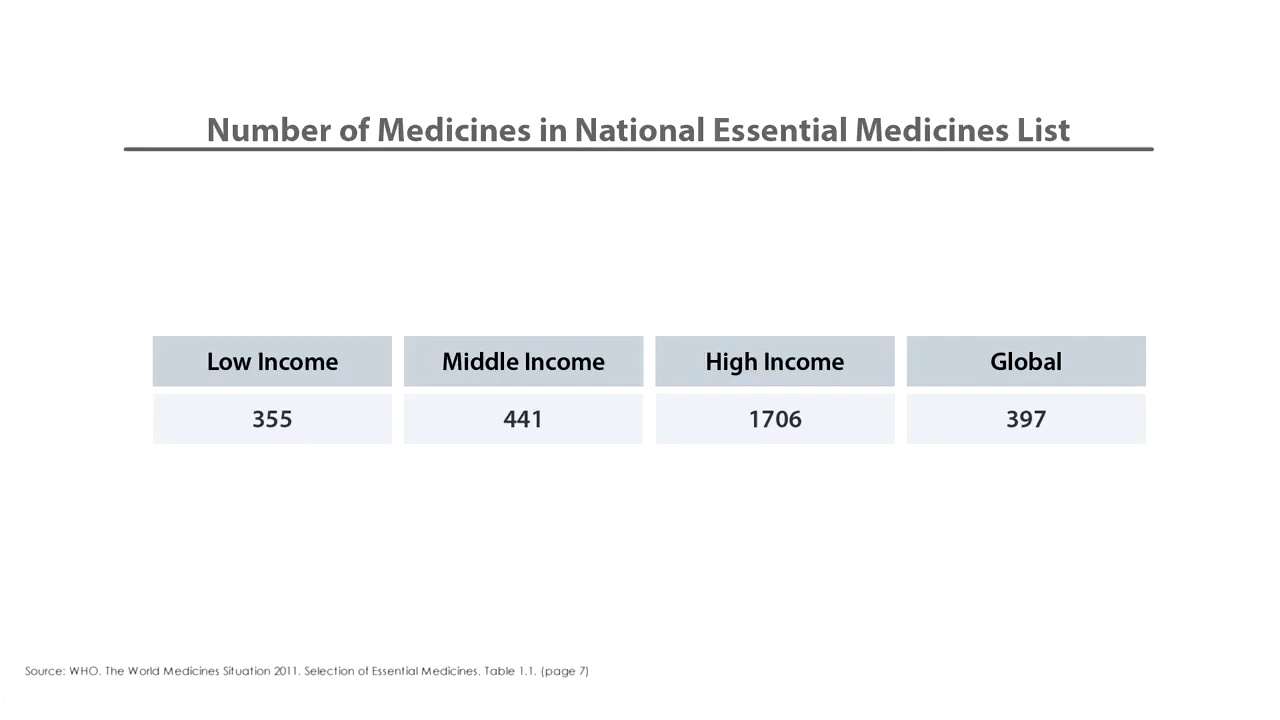 Number of Medicines in National Essential Medicines List
Low Income Middle Income High Income Global
355 441 1706 397
Source: WHO. The World Medicines Situation 2011. Selection of Essential Medicines. Table 1.1. (page 7)